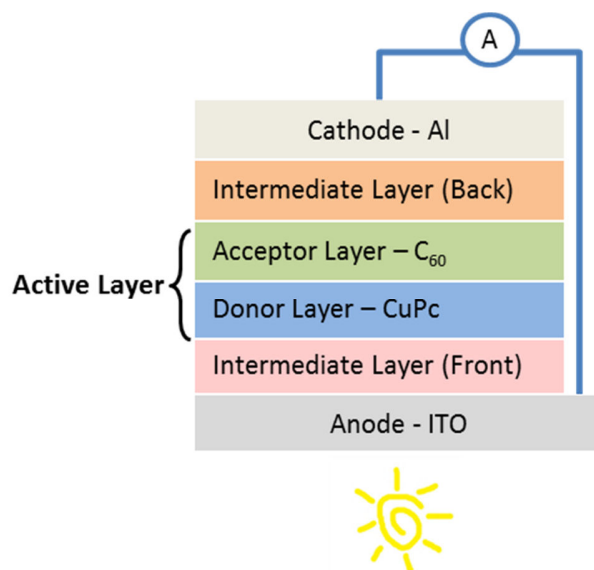 A
Cathode - Al
Intermediate Layer (Back)
Acceptor Layer – C₆₀
Active Layer
Donor Layer – CuPc
Intermediate Layer (Front)
Anode - ITO